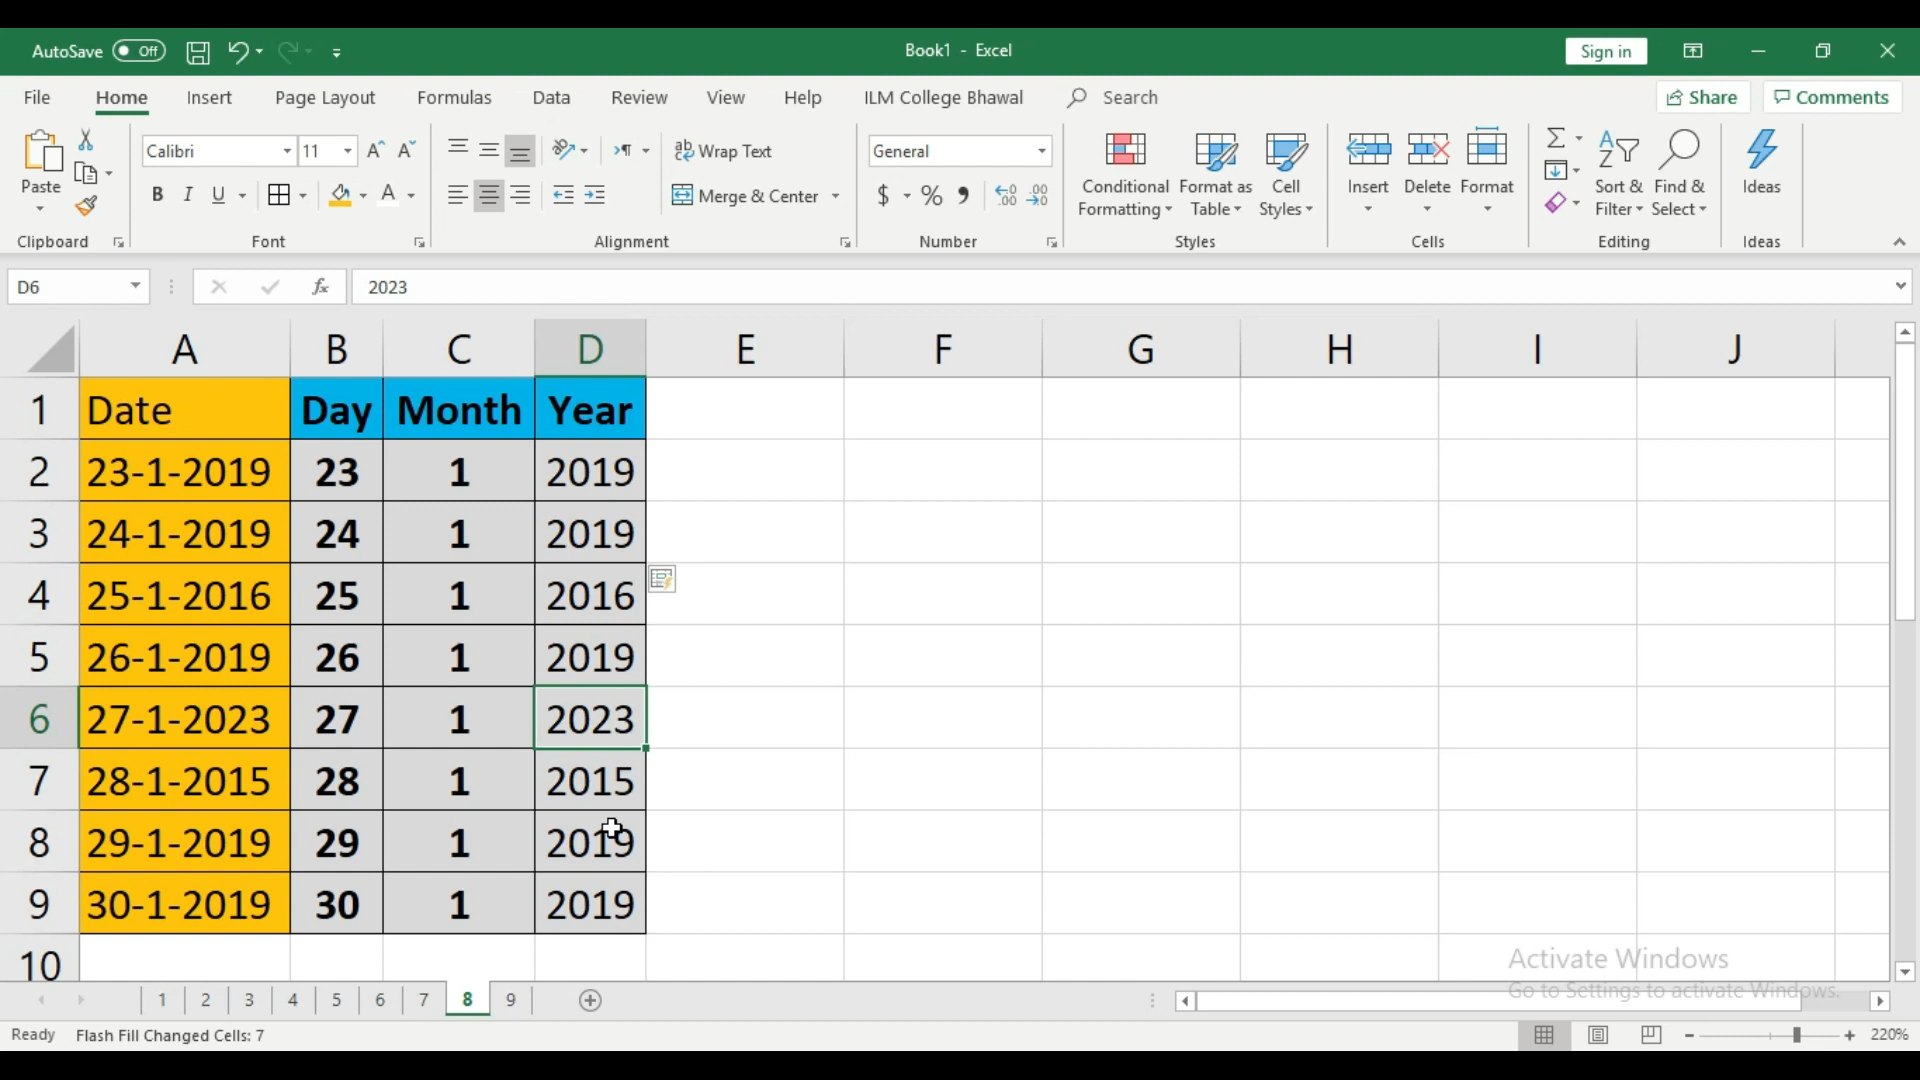 AutoSave Off Book1 - Excel Sign in
File Home Insert Page Layout Formulas Data Review View Help ILM College Bhawal Search Share Comments
Paste
Clipboard
Calibri 11
B I U A
Font
Wrap Text
Merge & Center
Alignment
General
$ % ,
Number
Conditional Formatting
Format as Table
Cell Styles
Styles
Insert Delete Format
Cells
Sort & Filter
Find & Select
Editing
Ideas
Ideas
D6 fx 2023
A B C D E F G H I J
1 Date Day Month Year
2 23-1-2019 23 1 2019
3 24-1-2019 24 1 2019
4 25-1-2016 25 1 2016
5 26-1-2019 26 1 2019
6 27-1-2023 27 1 2023
7 28-1-2015 28 1 2015
8 29-1-2019 29 1 2019
9 30-1-2019 30 1 2019
10
Activate Windows
Go to Settings to activate Windows.
1 2 3 4 5 6 7 8 9
Ready Flash Fill Changed Cells: 7 220%